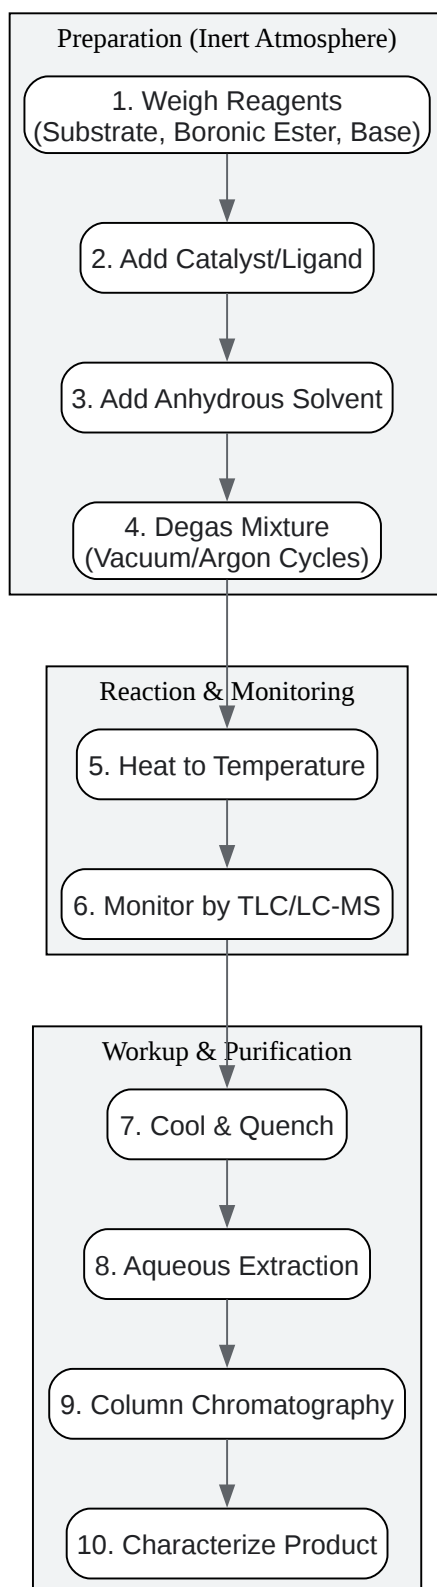 Preparation (Inert Atmosphere)
1. Weigh Reagents
(Substrate, Boronic Ester, Base)
2. Add Catalyst/Ligand
3. Add Anhydrous Solvent
4. Degas Mixture
(Vacuum/Argon Cycles)
Reaction & Monitoring
5. Heat to Temperature
6. Monitor by TLC/LC-MS
Workup & Purification
7. Cool & Quench
8. Aqueous Extraction
9. Column Chromatography
10. Characterize Product